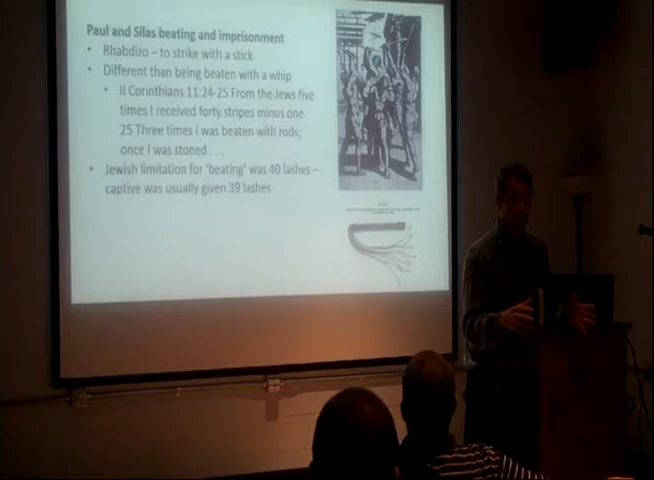 Paul and Silas beating and imprisonment
• Rhabdizo – to strike with a stick
• Different than being beaten with a whip
• II Corinthians 11:24-25 From the Jews five
times I received forty stripes minus one.
25 Three times I was beaten with rods;
once I was stoned . . .
• Jewish limitation for 'beating' was 40 lashes –
captive was usually given 39 lashes